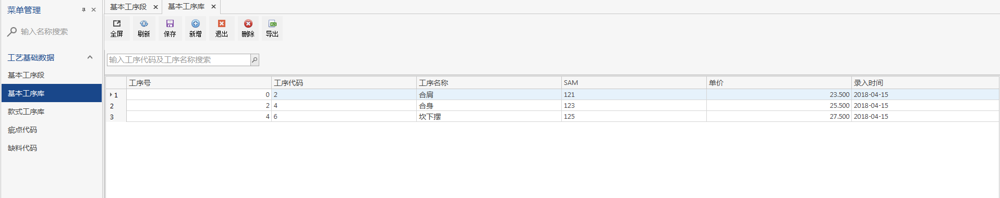 菜单管理
输入名称搜索
工艺基础数据
基本工序段
基本工序库
款式工序库
疵点代码
缺料代码
基本工序段 基本工序库
全屏 刷新 保存 新增 退出 删除 导出
输入工序代码及工序名称搜索
工序号 工序代码 工序名称 SAM 单价 录入时间
1 0 2 合肩 121 23.500 2018-04-15
2 2 4 合身 123 25.500 2018-04-15
3 4 6 坎下摆 125 27.500 2018-04-15